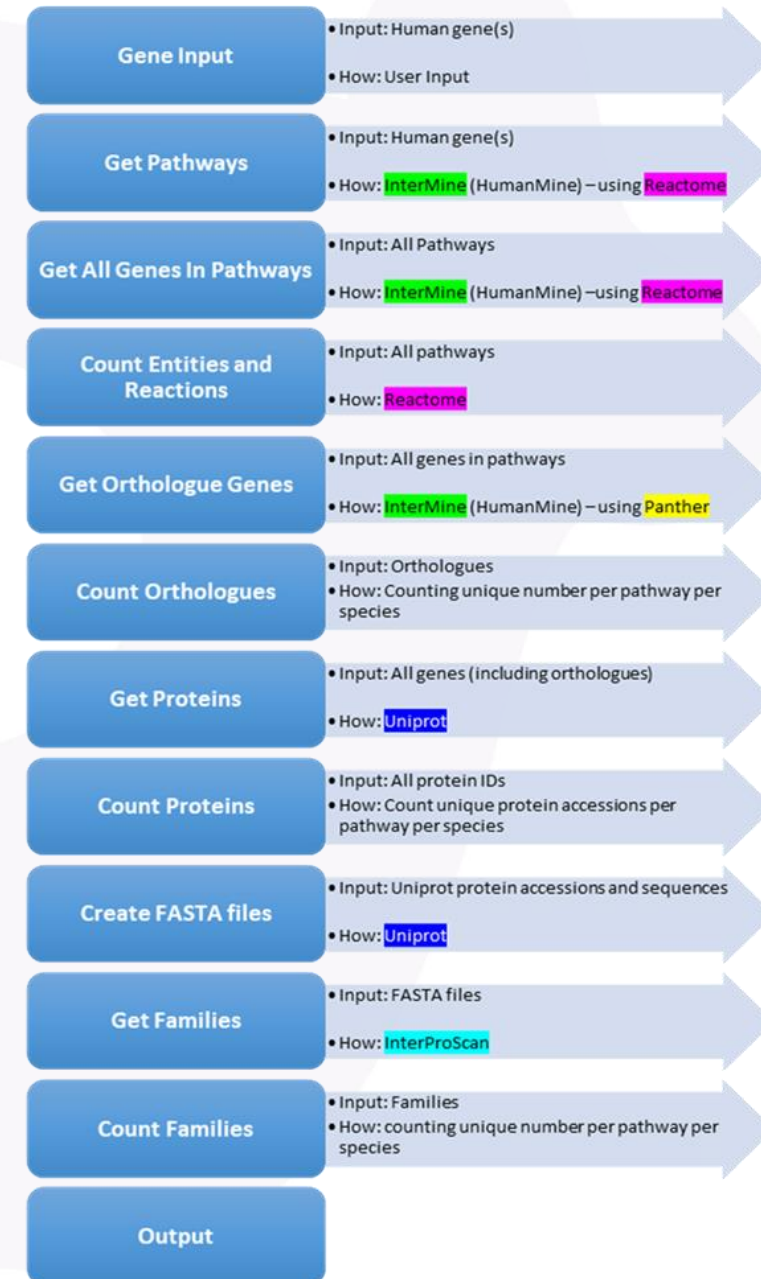 Gene Input
• Input: Human gene(s)
• How: User Input
Get Pathways
• Input: Human gene(s)
• How: InterMine (HumanMine) – using Reactome
Get All Genes In Pathways
• Input: All Pathways
• How: InterMine (HumanMine) –using Reactome
Count Entities and
Reactions
• Input: All pathways
• How: Reactome
Get Orthologue Genes
• Input: All genes in pathways
• How: InterMine (HumanMine) – using Panther
Count Orthologues
• Input: Orthologues
• How: Counting unique number per pathway per
species
Get Proteins
• Input: All genes (including orthologues)
• How: Uniprot
Count Proteins
• Input: All protein IDs
• How: Count unique protein accessions per
pathway per species
Create FASTA files
• Input: Uniprot protein accessions and sequences
• How: Uniprot
Get Families
• Input: FASTA files
• How: InterProScan
Count Families
• Input: Families
• How: counting unique number per pathway per
species
Output